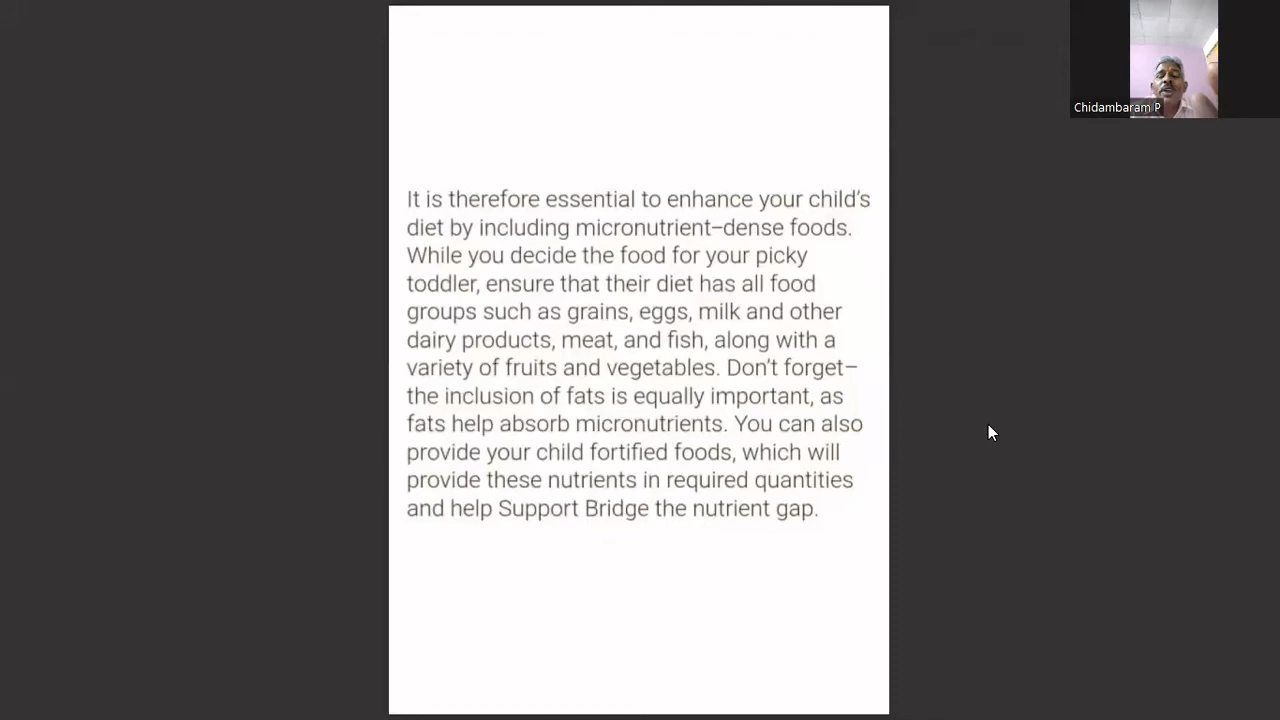 Chidambaram P
It is therefore essential to enhance your child's
diet by including micronutrient–dense foods.
While you decide the food for your picky
toddler, ensure that their diet has all food
groups such as grains, eggs, milk and other
dairy products, meat, and fish, along with a
variety of fruits and vegetables. Don't forget–
the inclusion of fats is equally important, as
fats help absorb micronutrients. You can also
provide your child fortified foods, which will
provide these nutrients in required quantities
and help Support Bridge the nutrient gap.